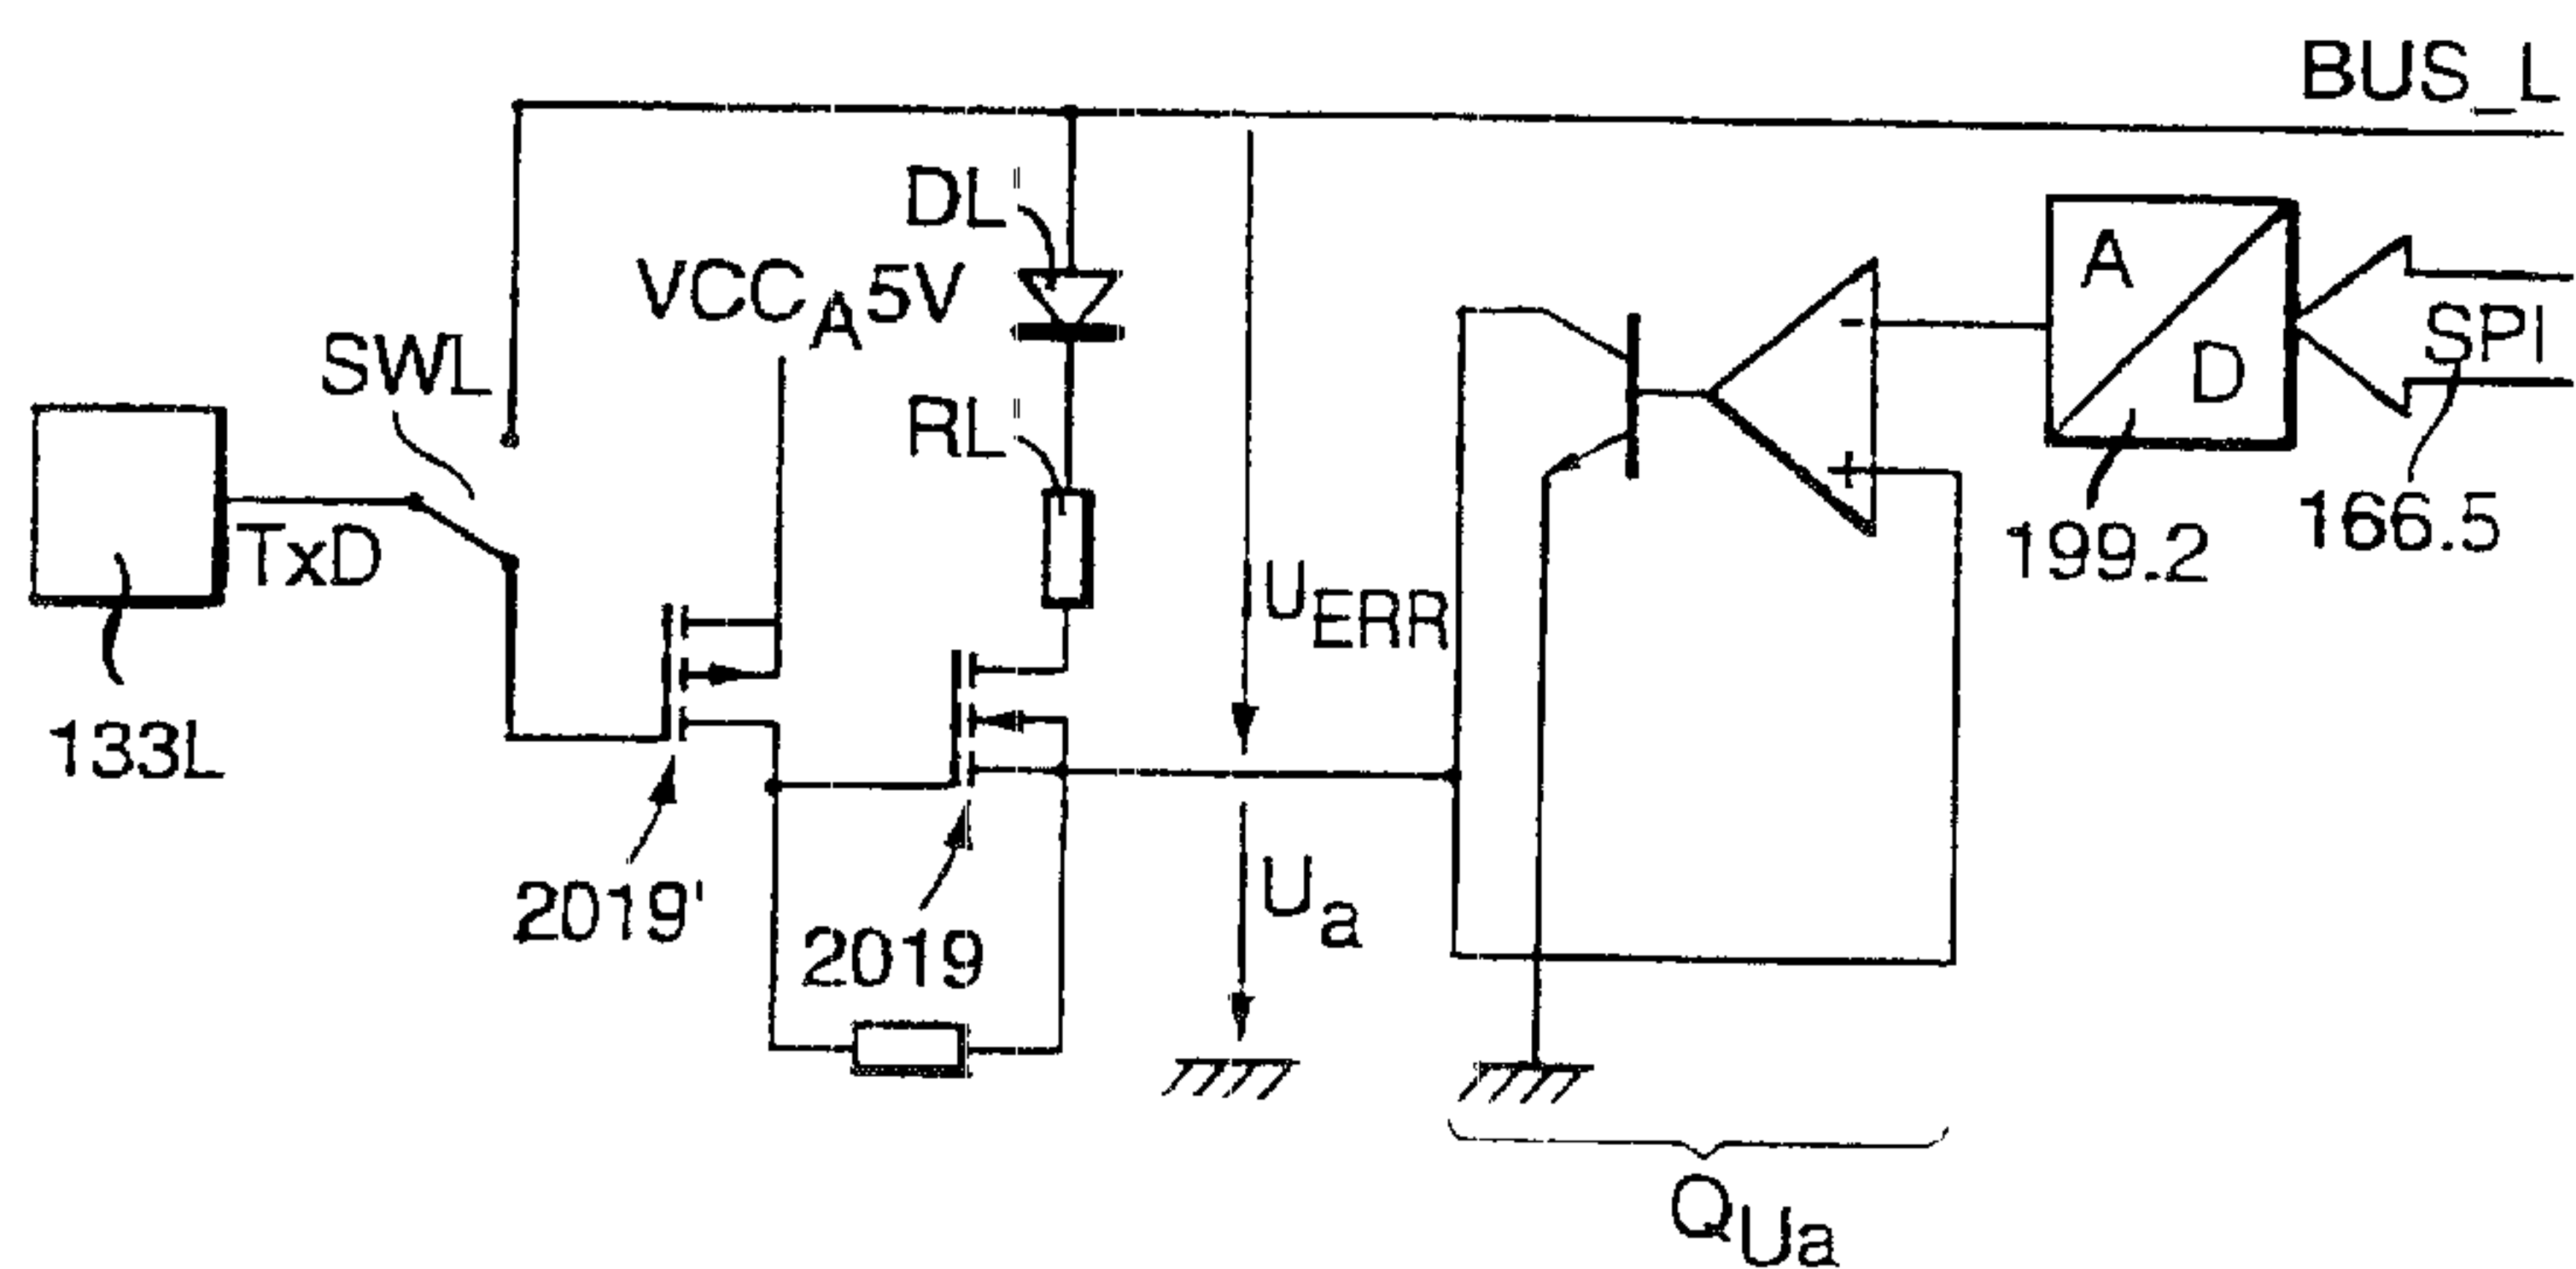 BUS_L
DL'
VCCA5V
A
SPI
SWL
D
RL'
-
+
TxD
199.2
166.5
UERR
133L
2019'
2019
Ua
QUa